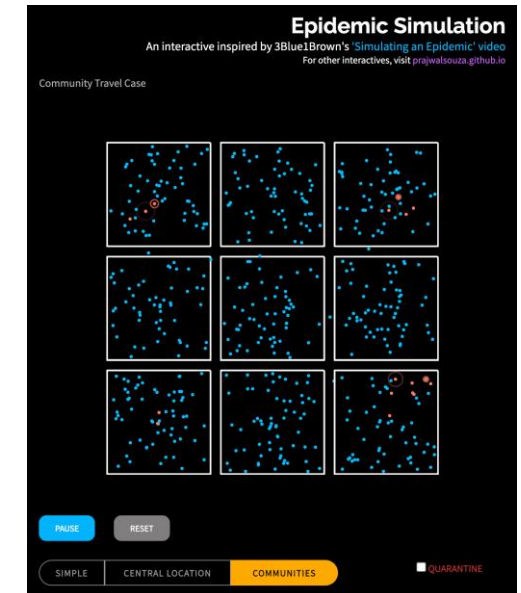 Epidemic Simulation
An interactive inspired by 3Blue1Brown's 'Simulating an Epidemic' video
For other interactives, visit prajwalsouza.github.io
Community Travel Case
PAUSE
RESET
SIMPLE
CENTRAL LOCATION
COMMUNITIES
QUARANTINE